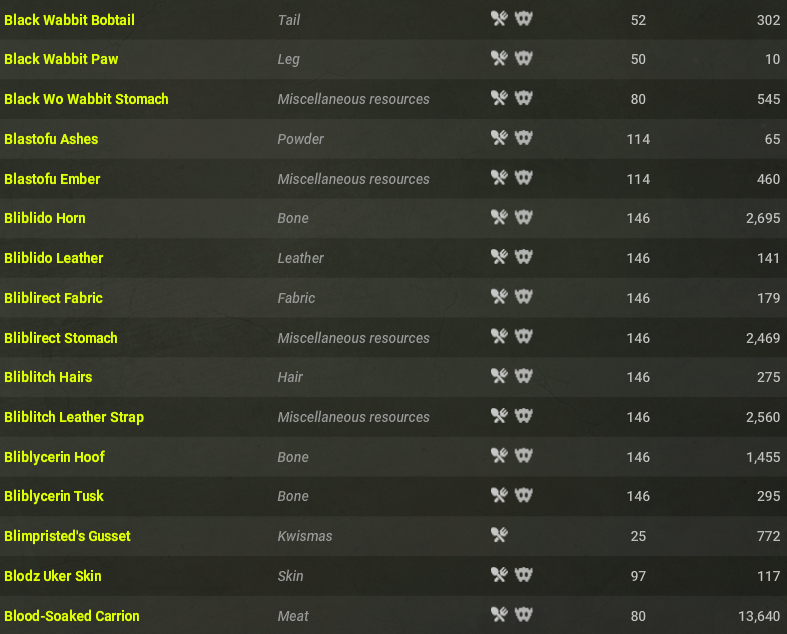 Black Wabbit Bobtail Tail 52 302
Black Wabbit Paw Leg 50 10
Black Wo Wabbit Stomach Miscellaneous resources 80 545
Blastofu Ashes Powder 114 65
Blastofu Ember Miscellaneous resources 114 460
Bliblido Horn Bone 146 2,695
Bliblido Leather Leather 146 141
Bliblirect Fabric Fabric 146 179
Bliblirect Stomach Miscellaneous resources 146 2,469
Bliblitch Hairs Hair 146 275
Bliblitch Leather Strap Miscellaneous resources 146 2,560
Bliblycerin Hoof Bone 146 1,455
Bliblycerin Tusk Bone 146 295
Blimpristed's Gusset Kwismas 25 772
Blodz Uker Skin Skin 97 117
Blood-Soaked Carrion Meat 80 13,640